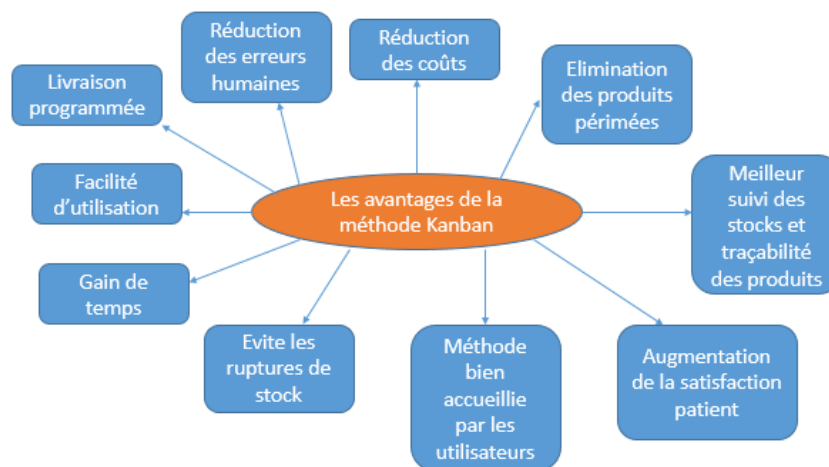 Réduction
des erreurs
humaines
Réduction
des coûts
Elimination
des produits
périmées
Livraison
programmée
Meilleur
suivi des
stocks et
traçabilité
des produits
Facilité
d'utilisation
Les avantages de la
méthode Kanban
Gain de
temps
Evite les
ruptures de
stock
Méthode
bien
accueillie
par les
utilisateurs
Augmentation
de la satisfaction
patient